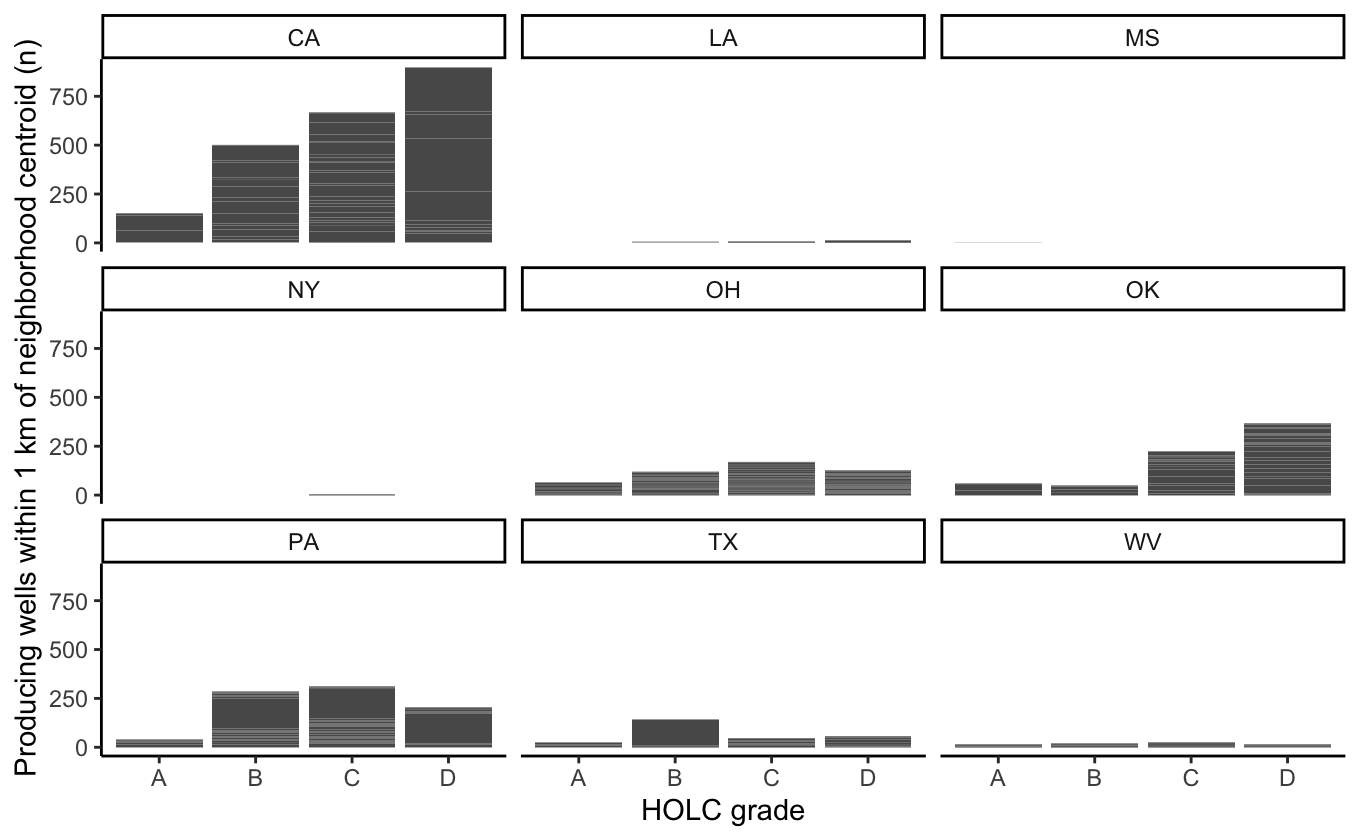 Producing wells within 1 km of neighborhood centroid (n)
CA
LA
MS
750
500
250
0
NY
OH
OK
750
500
250
0
PA
TX
WV
750
500
250
0
A B C D A B C D A B C D
HOLC grade